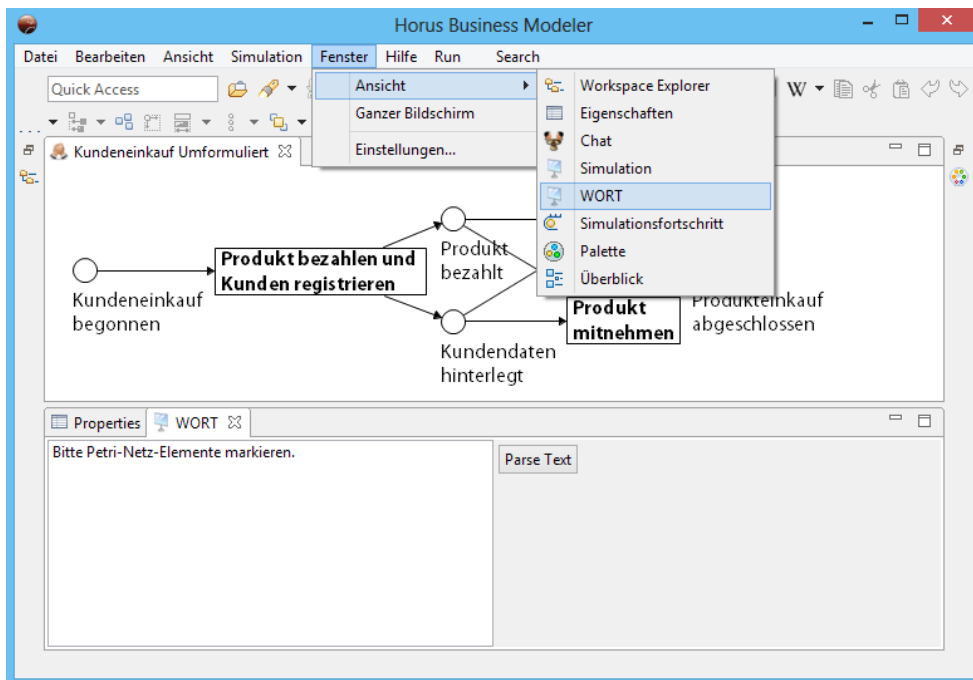 Horus Business Modeler
Datei Bearbeiten Ansicht Simulation Fenster Hilfe Run Search
Quick Access
W
Ansicht
Ganzer Bildschirm
Einstellungen...
Workspace Explorer
Eigenschaften
Chat
Simulation
WORT
Simulationsfortschritt
Palette
Überblick
Kundeneinkauf Umformuliert
Kundeneinkauf
begonnen
Produkt bezahlen und
Kunden registrieren
Produkt
bezahlt
Kundendaten
hinterlegt
Produkt
mitnehmen
Produkteinkauf
abgeschlossen
Properties WORT
Bitte Petri-Netz-Elemente markieren.
Parse Text